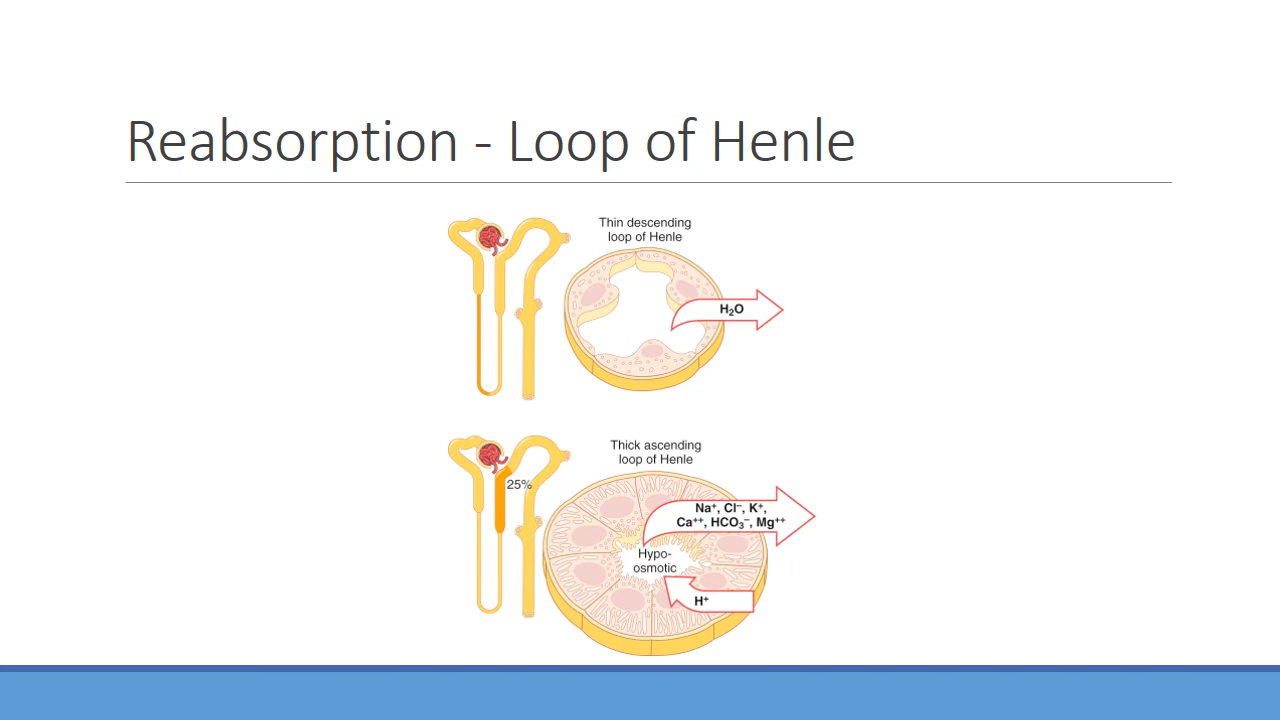 Reabsorption - Loop of Henle
Thin descending
loop of Henle
H₂O
Thick ascending
loop of Henle
25%
Na⁺, Cl⁻, K⁺,
Ca⁺⁺, HCO₃⁻, Mg⁺⁺
Hypo-
osmotic
H⁺